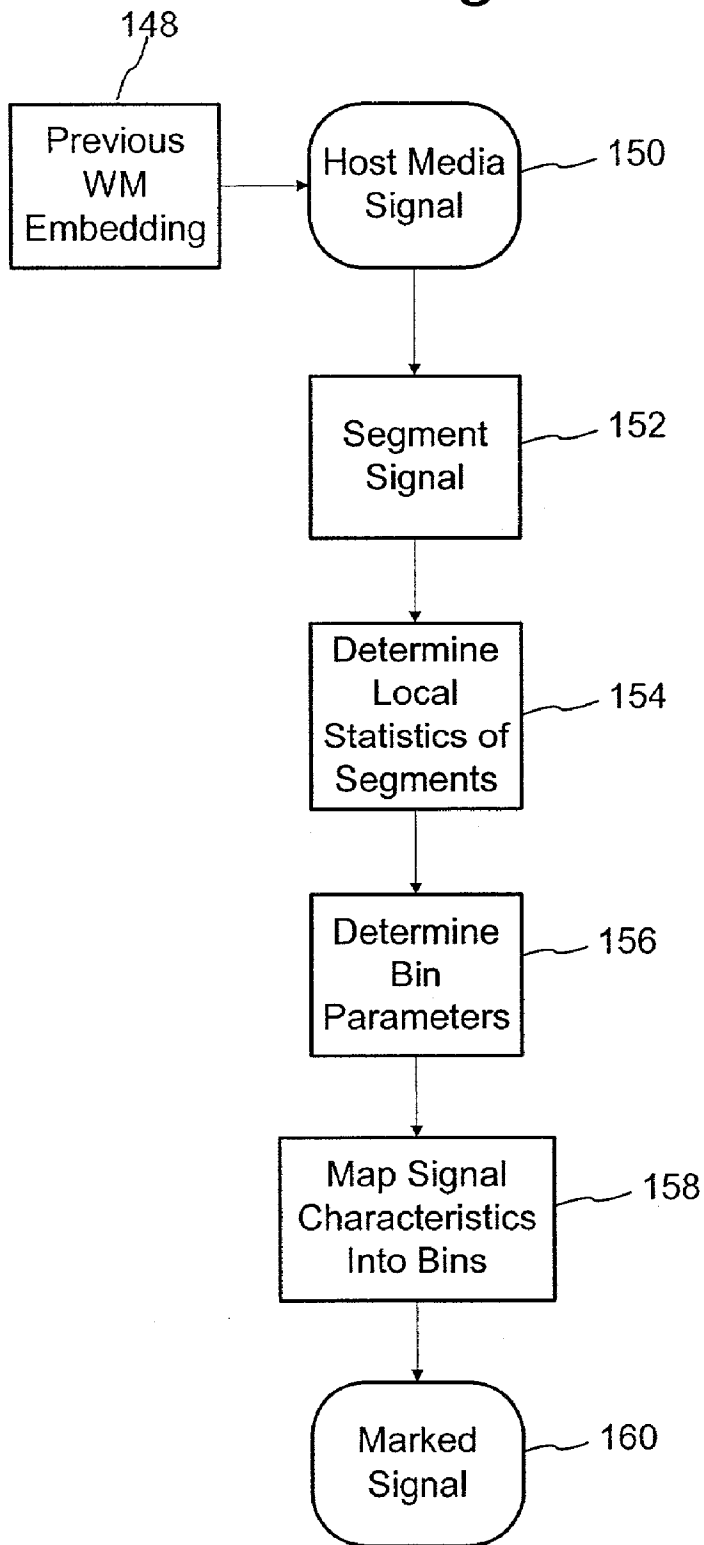 148
Previous
WM
Embedding
Host Media
Signal
150
Segment
Signal
152
Determine
Local
Statistics of
Segments
154
Determine
Bin
Parameters
156
Map Signal
Characteristics
Into Bins
158
Marked
Signal
160